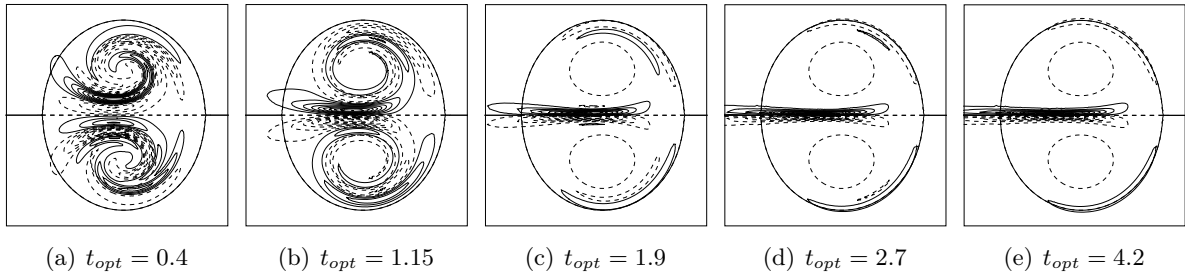 (a) t_opt = 0.4
(b) t_opt = 1.15
(c) t_opt = 1.9
(d) t_opt = 2.7
(e) t_opt = 4.2